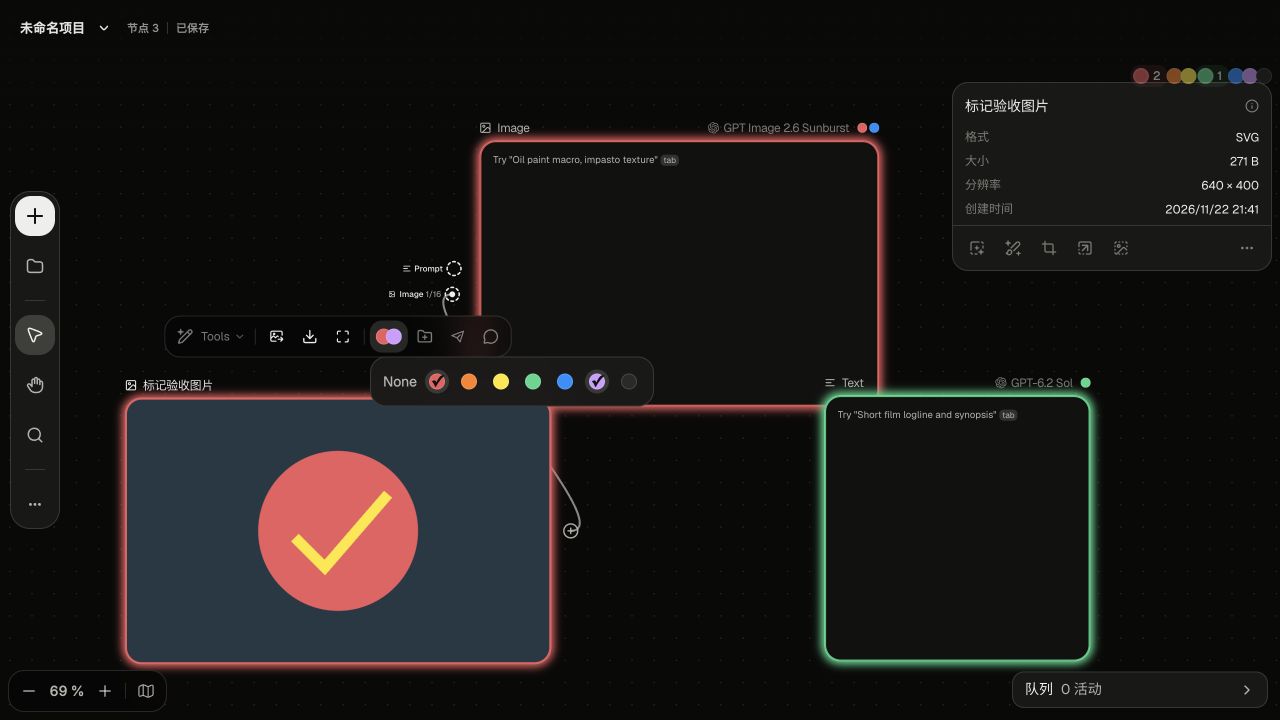 未命名项目 节点 3 已保存
2 1
标记验收图片
格式 SVG
大小 271 B
分辨率 640 × 400
创建时间 2026/11/22 21:41
Image GPT Image 2.6 Sunburst
Try "Oil paint macro, impasto texture" tab
Prompt
Image 1/16
Tools
None
标记验收图片
Text GPT-6.2 Sol
Try "Short film logline and synopsis" tab
69 %
队列 0 活动